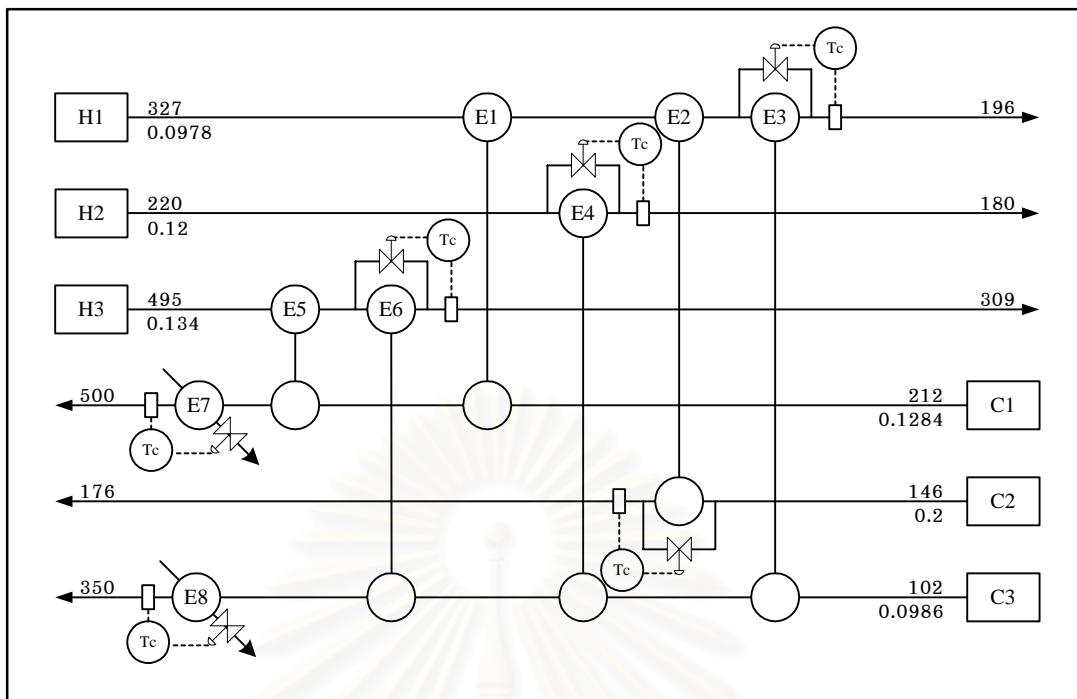 Tc
H1 327 E1 E2 E3 196
0.0978
Tc
H2 220 E4 180
0.12
Tc
H3 495 E5 E6 309
0.134
500 E7 212 C1
0.1284
Tc
176 146 C2
0.2
Tc
350 E8 102 C3
0.0986
Tc